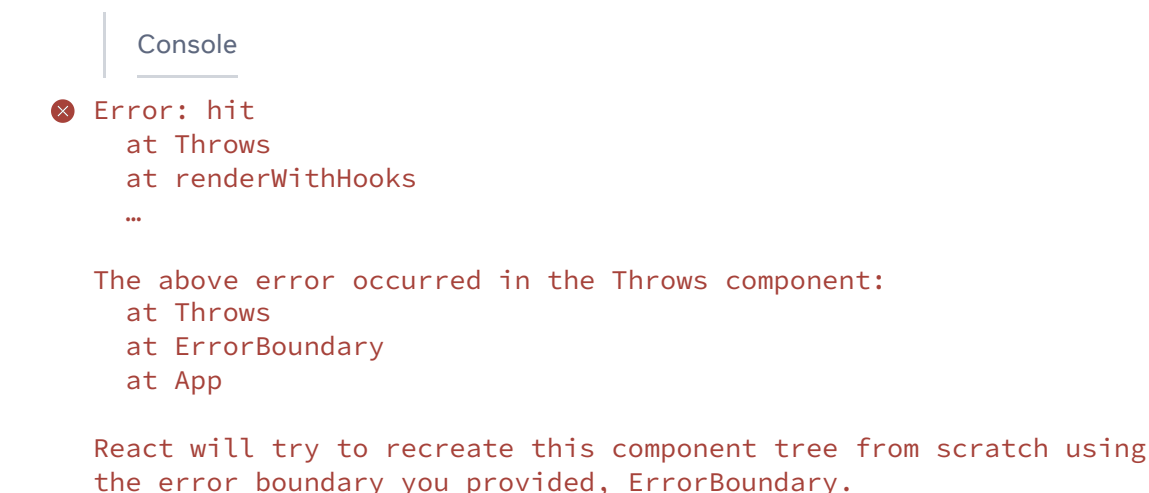 Console
Error: hit
at Throws
at renderWithHooks
…
The above error occurred in the Throws component:
at Throws
at ErrorBoundary
at App
React will try to recreate this component tree from scratch using
the error boundary you provided, ErrorBoundary.